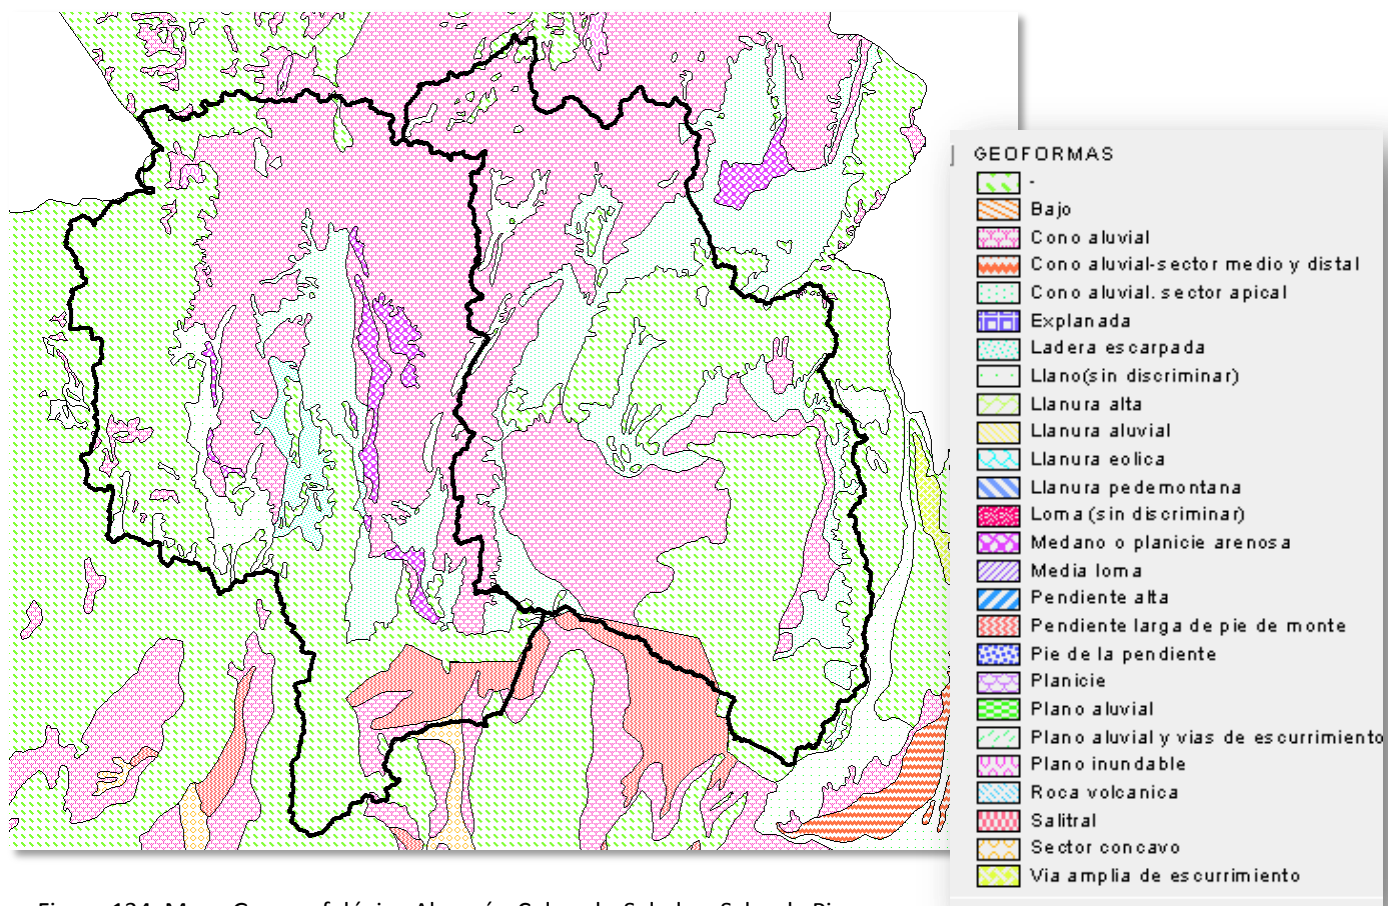 GEOFORMAS
-
Bajo
Cono aluvial
Cono aluvial-sector medio y distal
Cono aluvial. sector apical
Explanada
Ladera escarpada
Llano(sin discriminar)
Llanura alta
Llanura aluvial
Llanura eolica
Llanura pedemontana
Loma (sin discriminar)
Medano o planicie arenosa
Media loma
Pendiente alta
Pendiente larga de pie de monte
Pie de la pendiente
Planicie
Plano aluvial
Plano aluvial y vias de escurrimiento
Plano inundable
Roca volcanica
Salitral
Sector concavo
Via amplia de escurrimiento